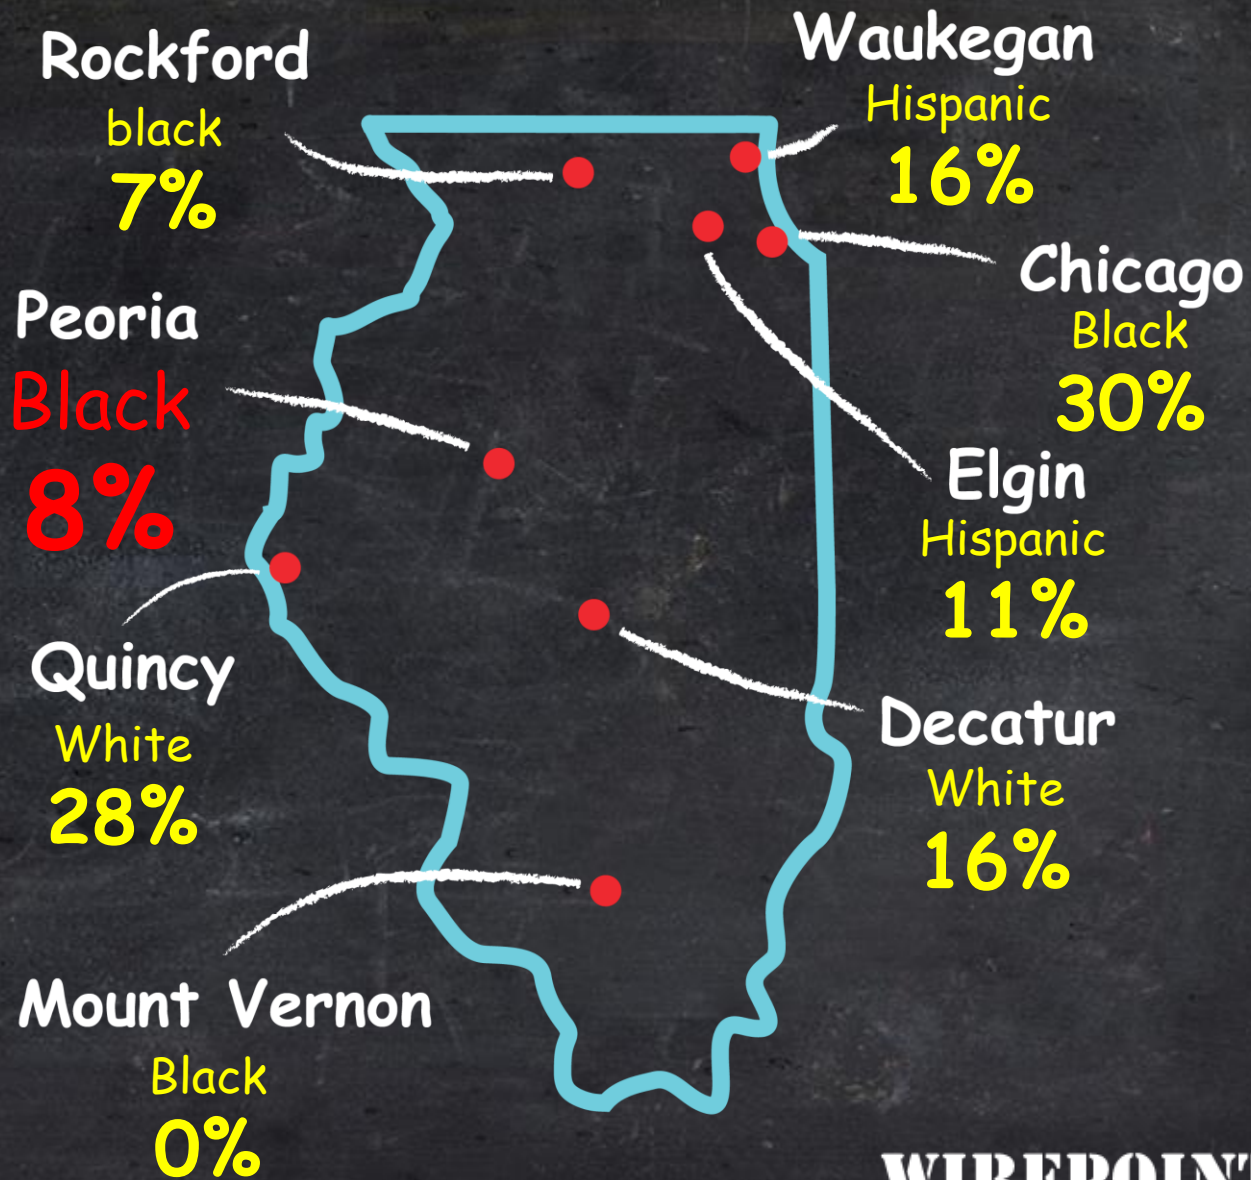 Rockford
black
7%
Waukegan
Hispanic
16%
Chicago
Black
30%
Peoria
Black
8%
Elgin
Hispanic
11%
Quincy
White
28%
Decatur
White
16%
Mount Vernon
Black
0%
WIREPOINT